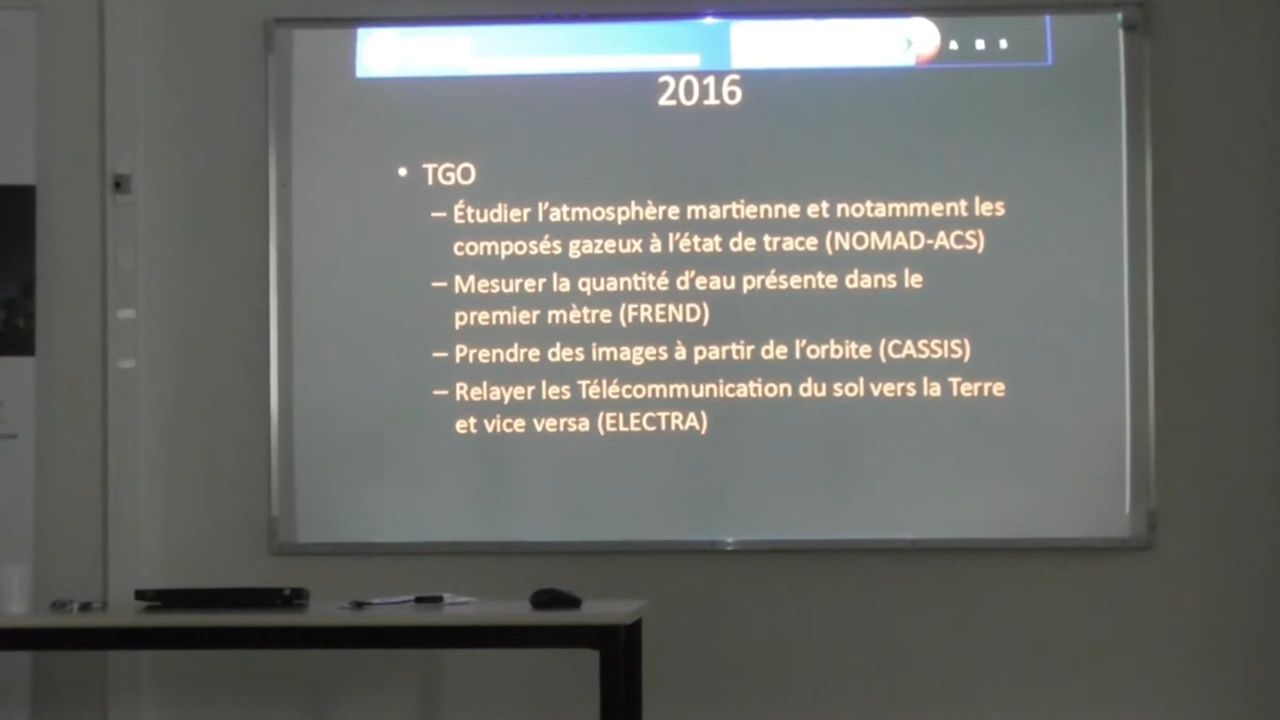 A R S
2016
• TGO
– Étudier l'atmosphère martienne et notamment les
composés gazeux à l'état de trace (NOMAD-ACS)
– Mesurer la quantité d'eau présente dans le
premier mètre (FREND)
– Prendre des images à partir de l'orbite (CASSIS)
– Relayer les Télécommunication du sol vers la Terre
et vice versa (ELECTRA)